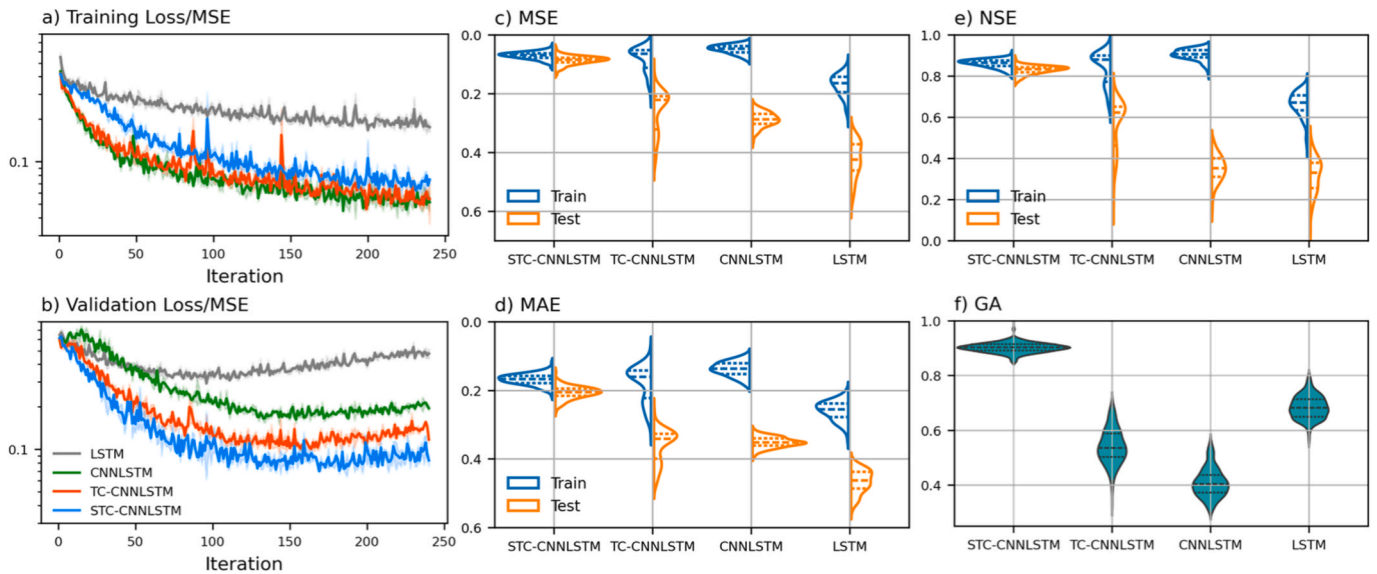 a) Training Loss/MSE
0.1
0 50 100 150 200 250
Iteration
b) Validation Loss/MSE
0.1
LSTM
CNNLSTM
TC-CNNLSTM
STC-CNNLSTM
0 50 100 150 200 250
Iteration
c) MSE
0.0
0.2
0.4
0.6
Train
Test
STC-CNNLSTM TC-CNNLSTM CNNLSTM LSTM
d) MAE
0.0
0.2
0.4
0.6
Train
Test
STC-CNNLSTM TC-CNNLSTM CNNLSTM LSTM
e) NSE
1.0
0.8
0.6
0.4
0.2
0.0
Train
Test
STC-CNNLSTM TC-CNNLSTM CNNLSTM LSTM
f) GA
1.0
0.8
0.6
0.4
STC-CNNLSTM TC-CNNLSTM CNNLSTM LSTM